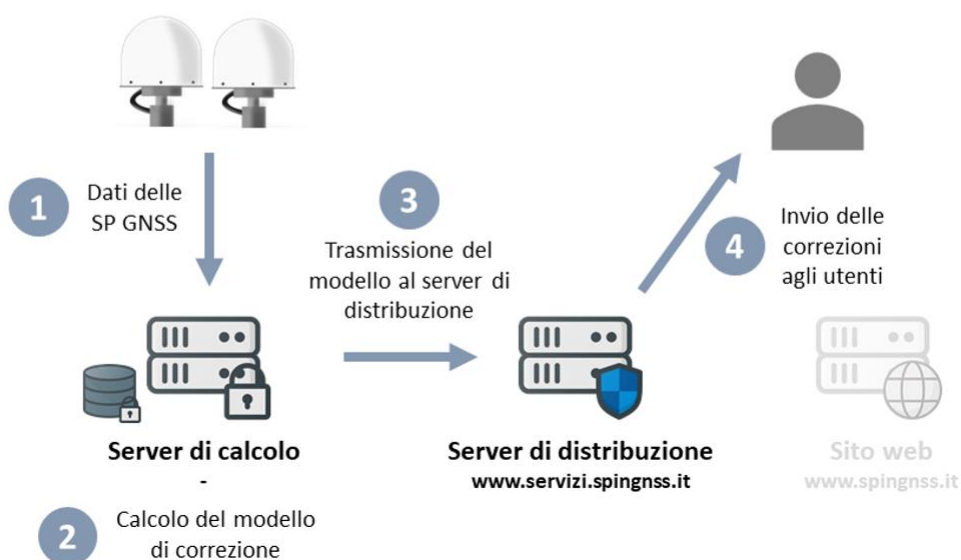 1
Dati delle
SP GNSS
3
Trasmissione del
modello al server di
distribuzione
4
Invio delle
correzioni
agli utenti
Server di calcolo
-
2
Calcolo del modello
di correzione
Server di distribuzione
www.servizi.spingnss.it
Sito web
www.spingnss.it